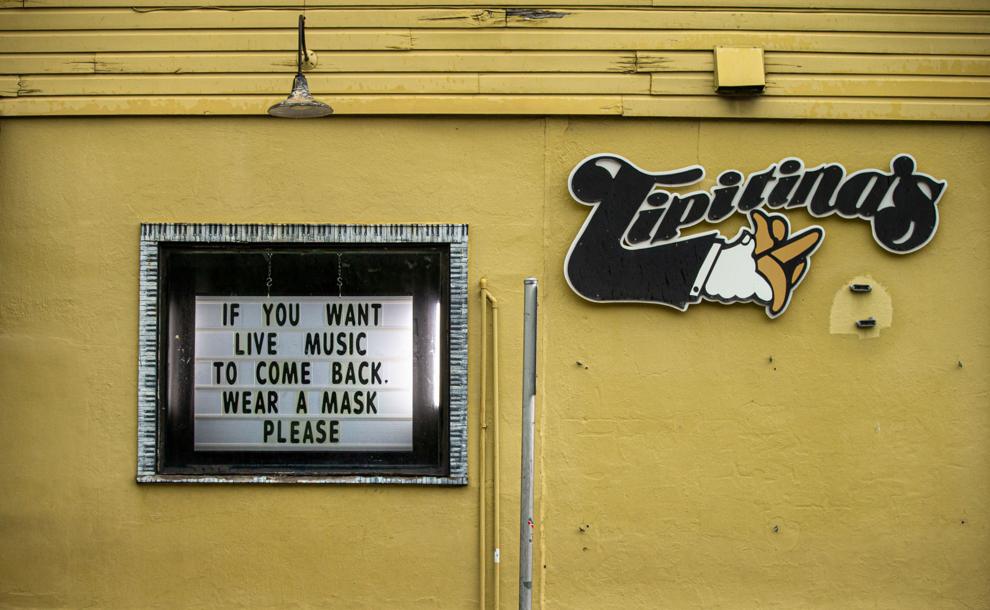 IF YOU WANT
LIVE MUSIC
TO COME BACK.
WEAR A MASK
PLEASE
Tipitina's